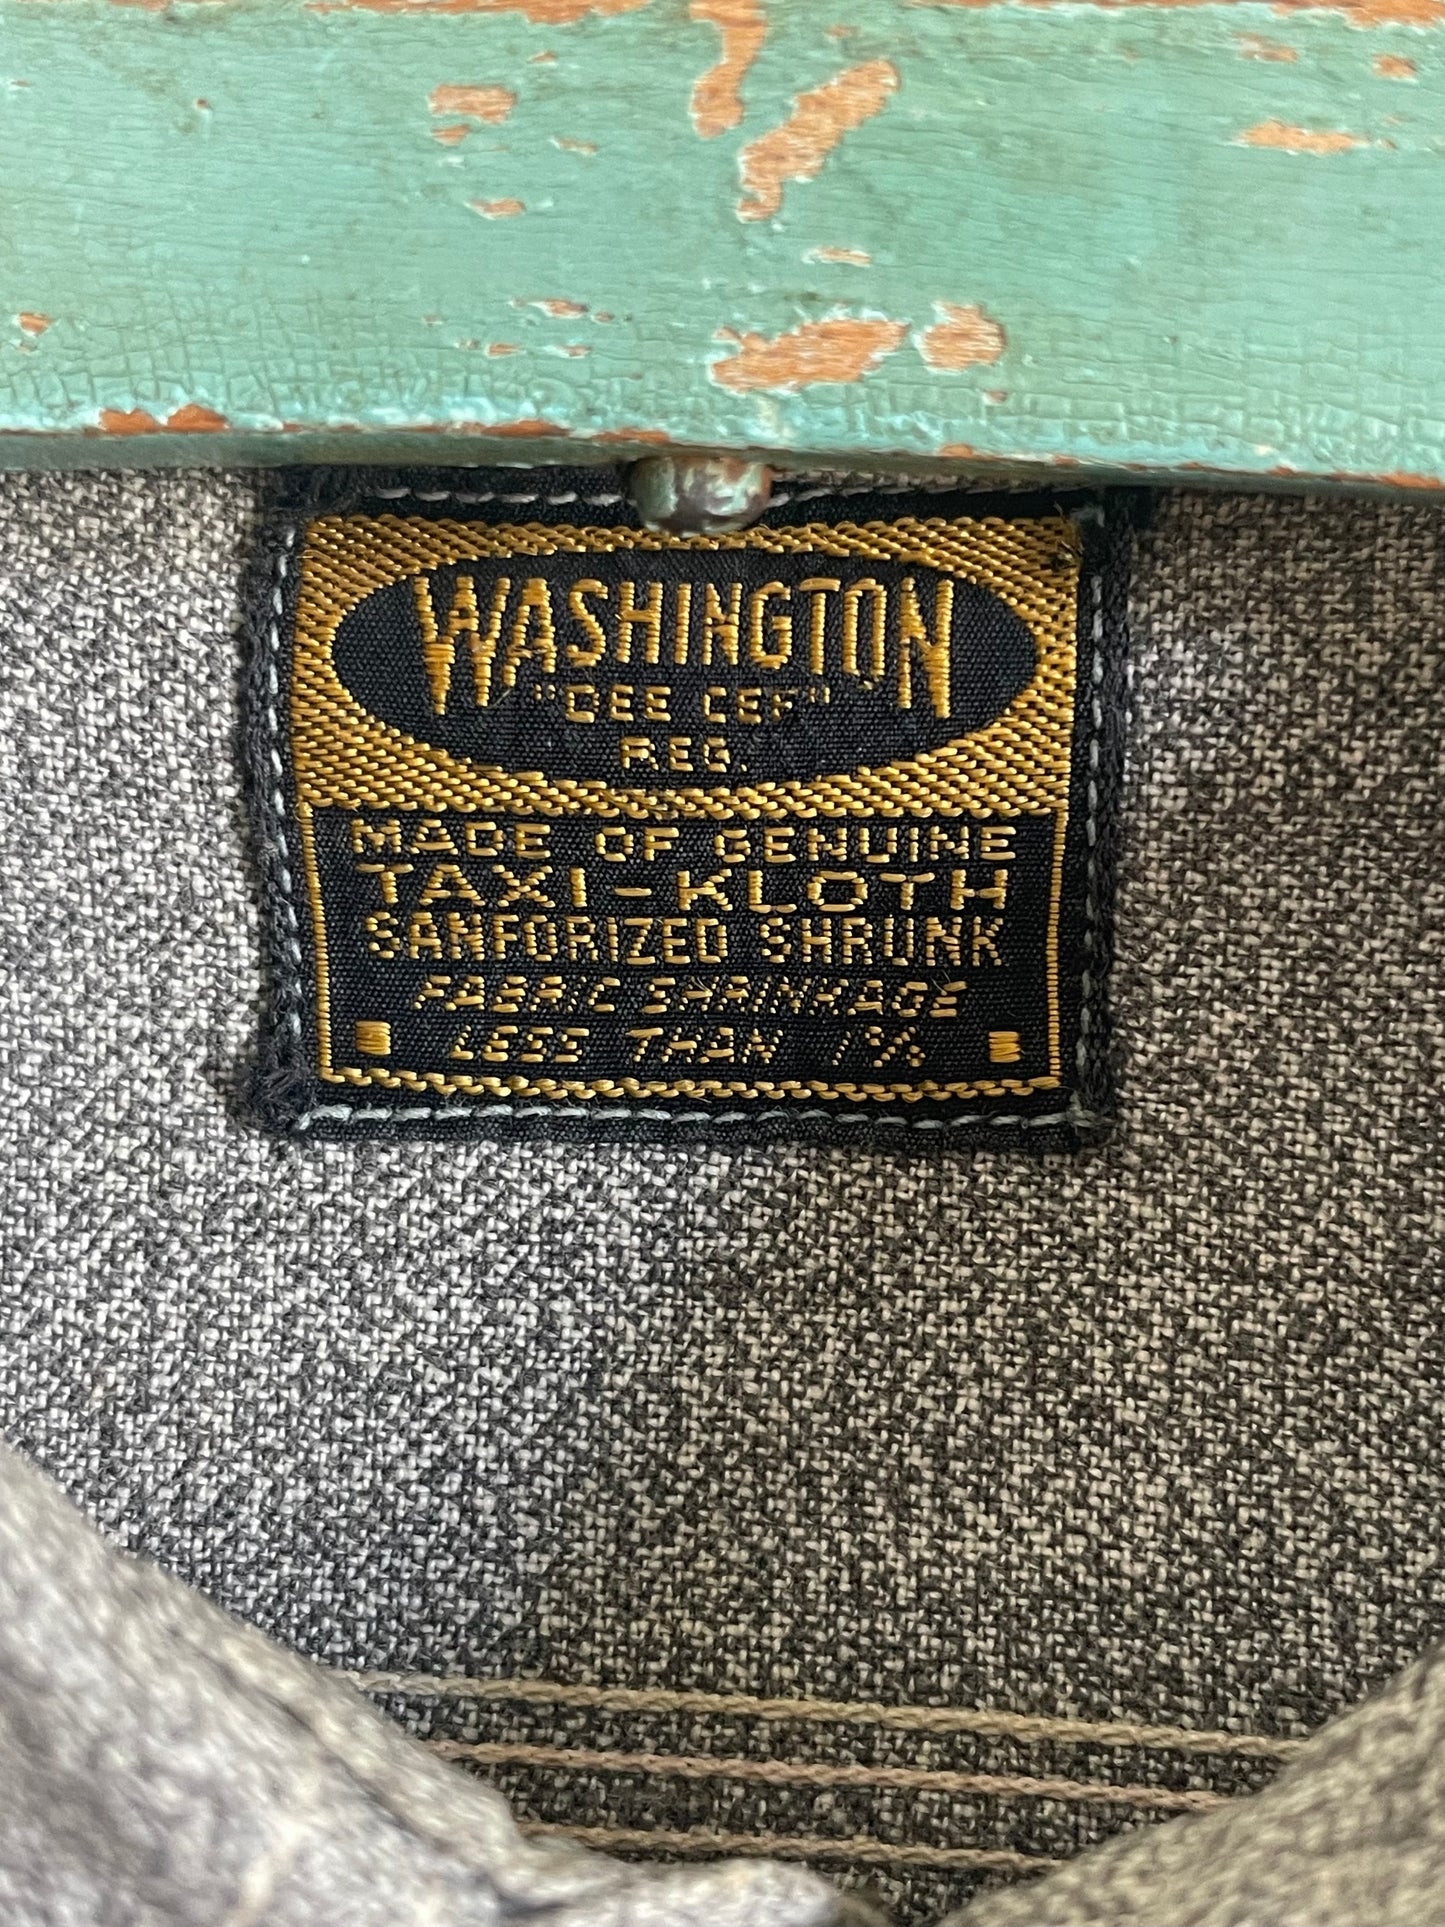 WASHINGTON
"DEE CEE"
REG.
MADE OF GENUINE
TAXI-KLOTH
SANFORIZED SHRUNK
FABRIC SHRINKAGE
LESS THAN 1%